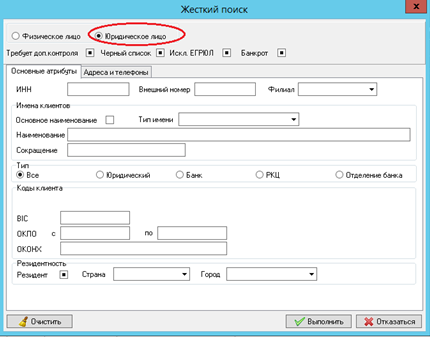 Жесткий поиск
Физическое лицо Юридическое лицо
Требует доп.контроля Черный список Искл. ЕГРЮЛ Банкрот
Основные атрибуты Адреса и телефоны
ИНН Внешний номер Филиал
Имена клиентов
Основное наименование Тип имени
Наименование
Сокращение
Тип
Все Юридический Банк РКЦ Отделение банка
Коды клиента
BIC
ОКПО с по
ОКОНХ
Резидентность
Резидент Страна Город
Очистить Выполнить Отказаться